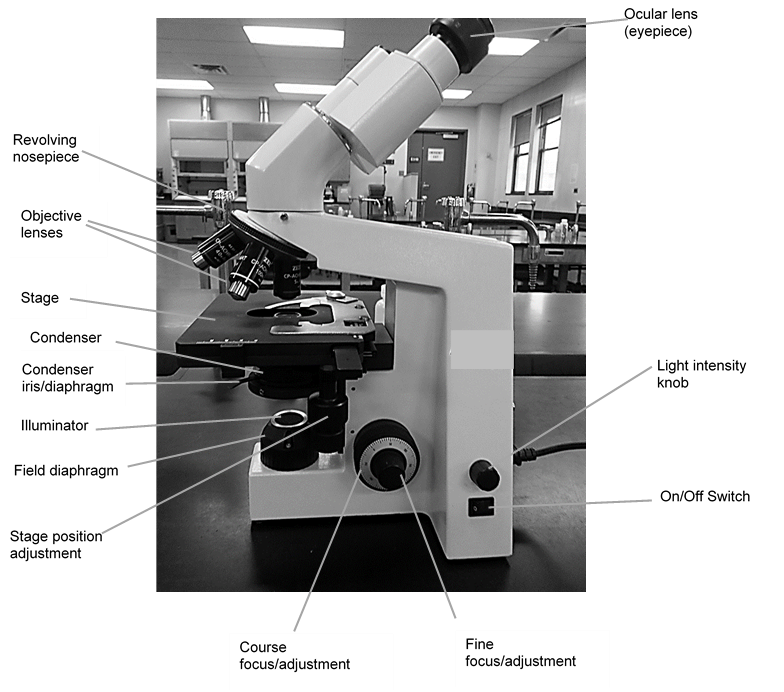 Ocular lens
(eyepiece)
Revolving
nosepiece
Objective
lenses
Stage
Condenser
Condenser
iris/diaphragm
Light intensity
knob
Illuminator
Field diaphragm
On/Off Switch
Stage position
adjustment
Course
focus/adjustment
Fine
focus/adjustment